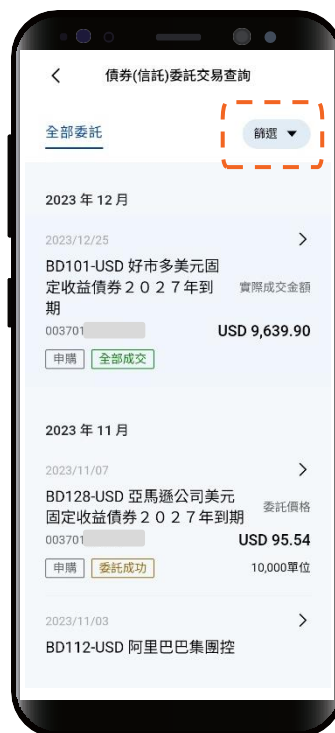 債券(信託)委託交易查詢
全部委託
篩選
2023 年 12 月
2023/12/25
BD101-USD 好市多美元固
定收益債券２０２７年到
期
實際成交金額
003701
USD 9,639.90
申購
全部成交
2023 年 11 月
2023/11/07
BD128-USD 亞馬遜公司美元
固定收益債券２０２７年到期
委託價格
003701
USD 95.54
申購
委託成功
10,000單位
2023/11/03
BD112-USD 阿里巴巴集團控